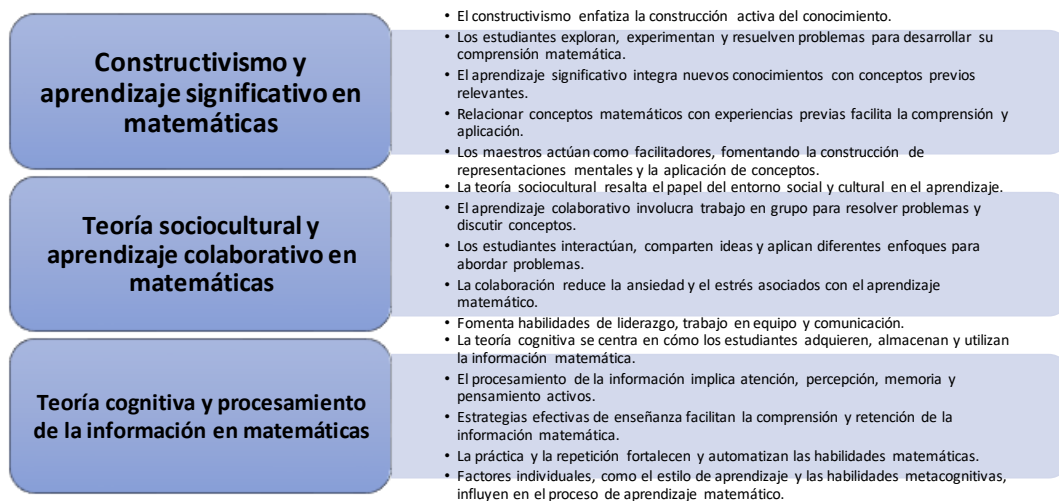 Constructivismo y
aprendizaje significativo en
matemáticas
• El constructivismo enfatiza la construcción activa del conocimiento.
• Los estudiantes exploran, experimentan y resuelven problemas para desarrollar su
comprensión matemática.
• El aprendizaje significativo integra nuevos conocimientos con conceptos previos
relevantes.
• Relacionar conceptos matemáticos con experiencias previas facilita la comprensión y
aplicación.
• Los maestros actúan como facilitadores, fomentando la construcción de
representaciones mentales y la aplicación de conceptos.
Teoría sociocultural y
aprendizaje colaborativo en
matemáticas
• La teoría sociocultural resalta el papel del entorno social y cultural en el aprendizaje.
• El aprendizaje colaborativo involucra trabajo en grupo para resolver problemas y
discutir conceptos.
• Los estudiantes interactúan, comparten ideas y aplican diferentes enfoques para
abordar problemas.
• La colaboración reduce la ansiedad y el estrés asociados con el aprendizaje
matemático.
• Fomenta habilidades de liderazgo, trabajo en equipo y comunicación.
Teoría cognitiva y procesamiento
de la información en matemáticas
• La teoría cognitiva se centra en cómo los estudiantes adquieren, almacenan y utilizan
la información matemática.
• El procesamiento de la información implica atención, percepción, memoria y
pensamiento activos.
• Estrategias efectivas de enseñanza facilitan la comprensión y retención de la
información matemática.
• La práctica y la repetición fortalecen y automatizan las habilidades matemáticas.
• Factores individuales, como el estilo de aprendizaje y las habilidades metacognitivas,
influyen en el proceso de aprendizaje matemático.